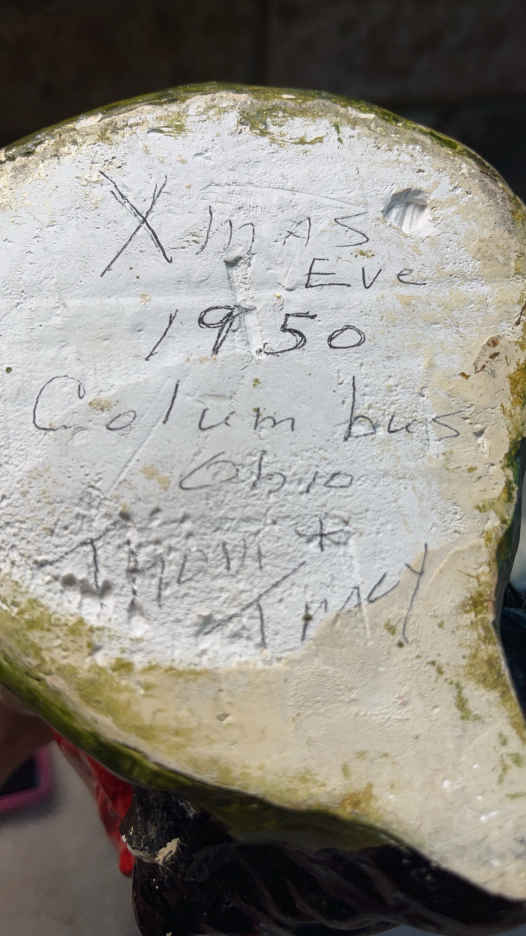 Xmas
Eve
1950
Columbus.
Ohio
Tracy